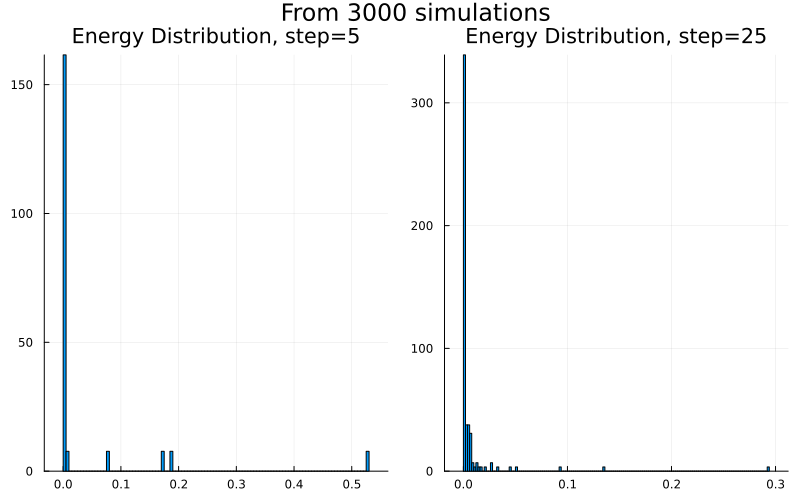 From 3000 simulations
Energy Distribution, step=5
Energy Distribution, step=25
150
100
50
0
0.0 0.1 0.2 0.3 0.4 0.5
300
200
100
0
0.0 0.1 0.2 0.3